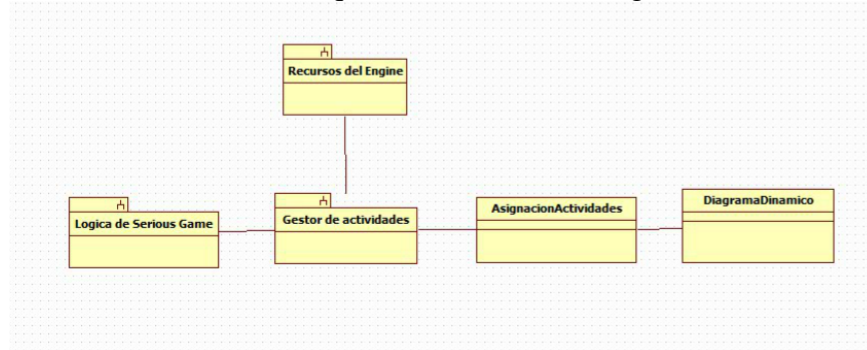 Recursos del Engine
Logica de Serious Game
Gestor de actividades
AsignacionActividades
DiagramaDinamico